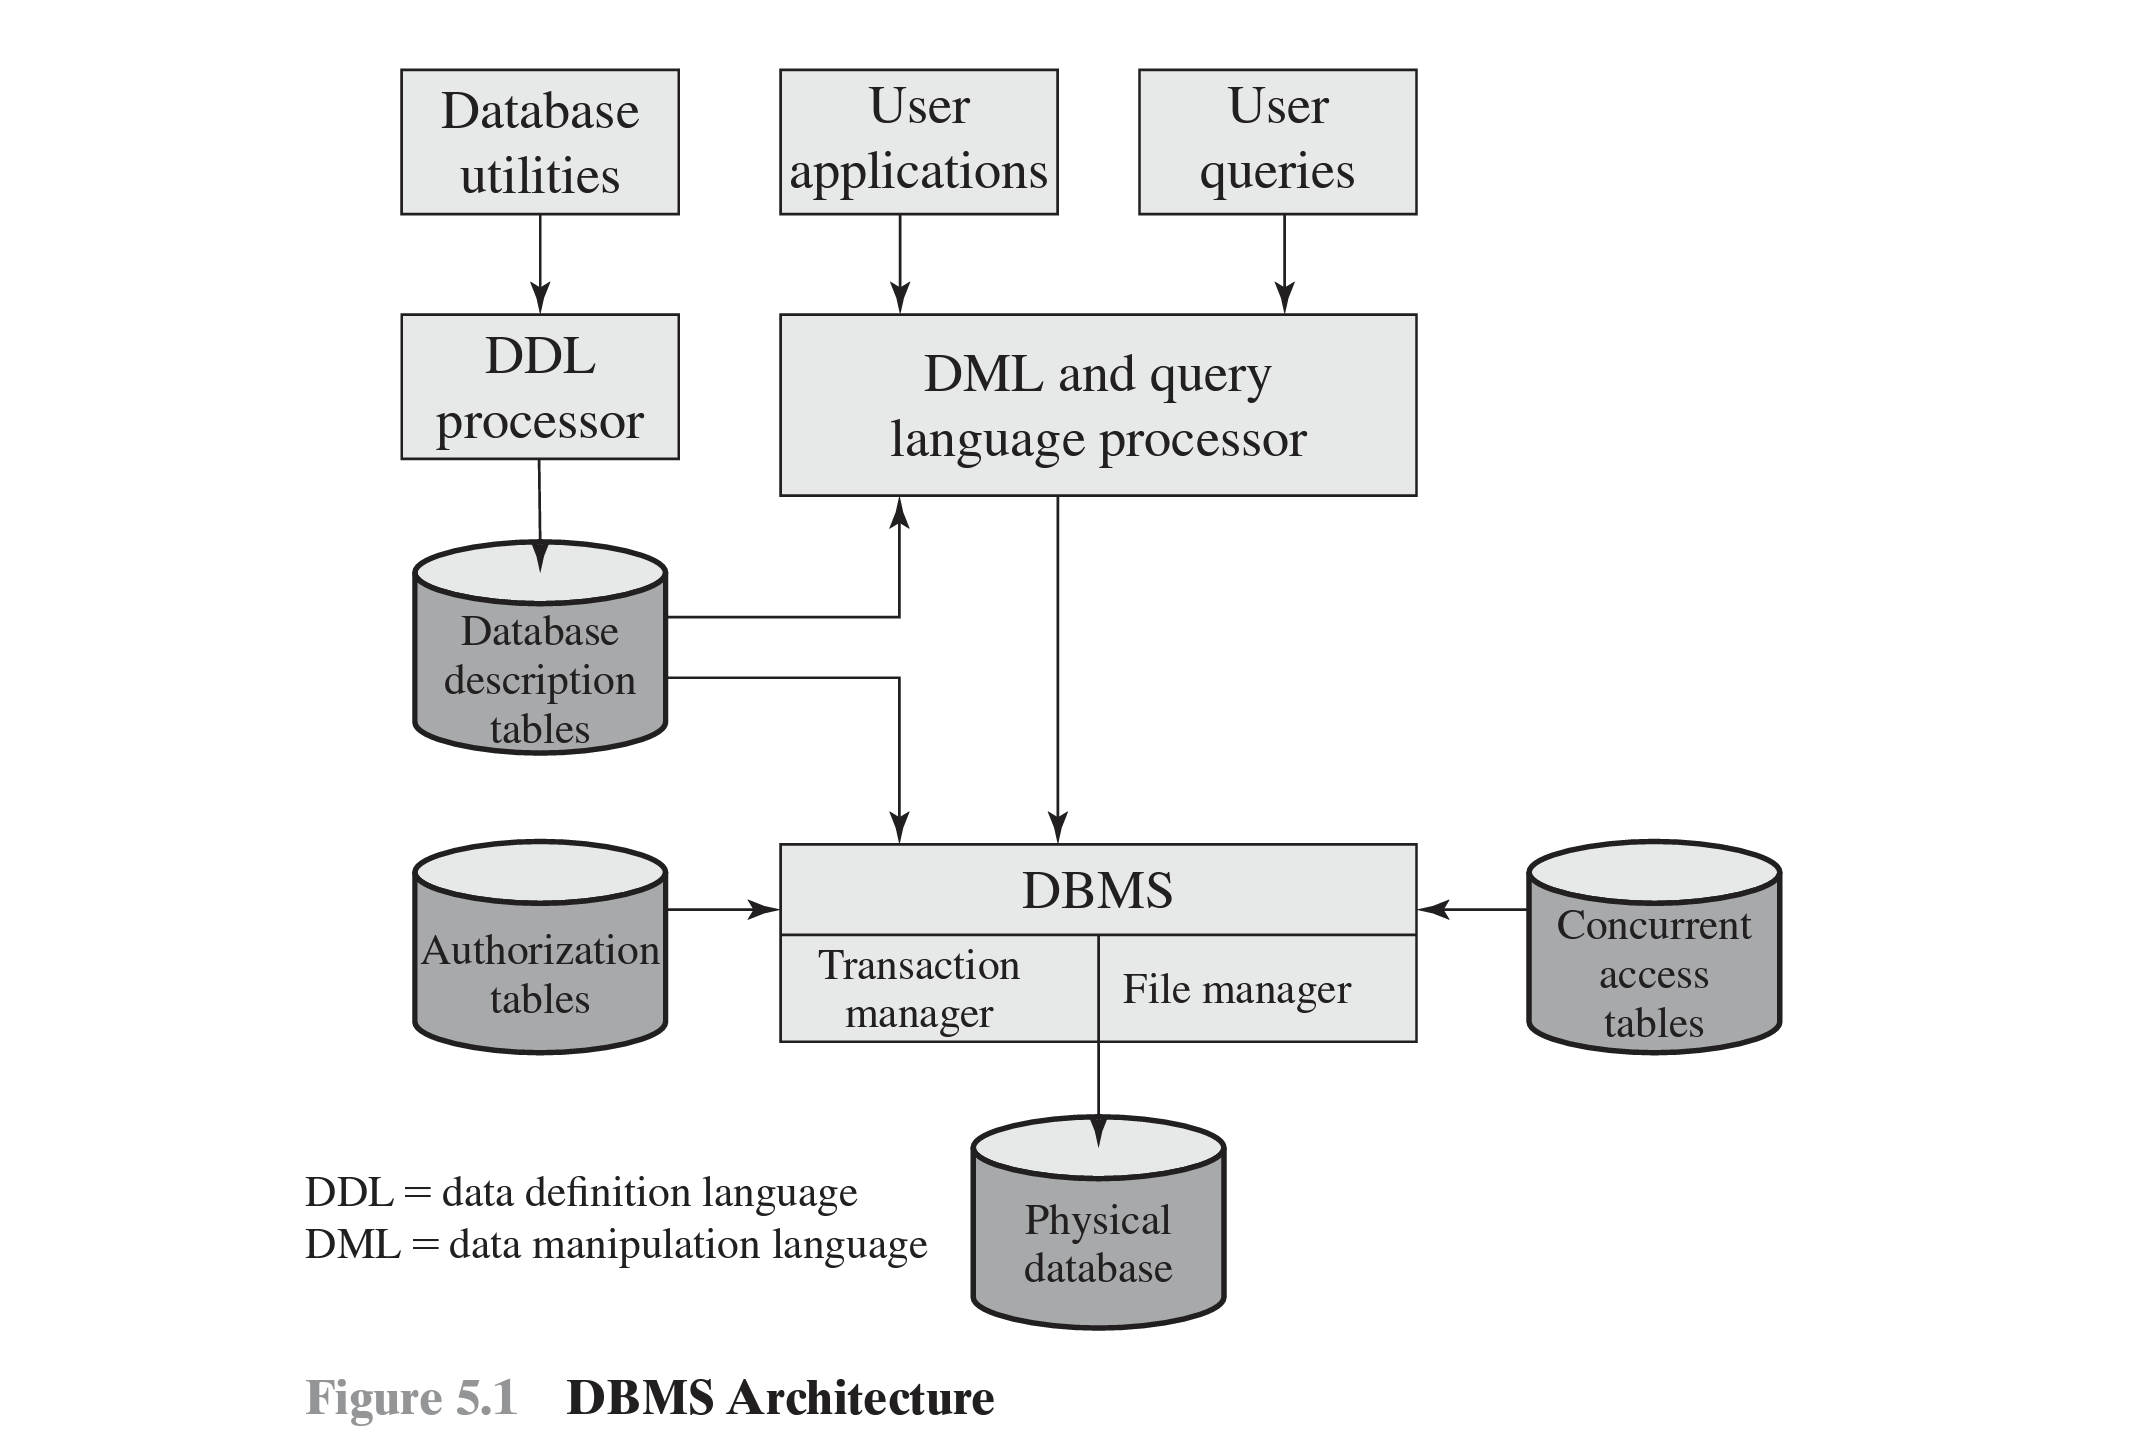 Database
utilities
User
applications
User
queries
DDL
processor
DML and query
language processor
Database
description
tables
Authorization
tables
DBMS
Transaction
manager
File manager
Concurrent
access
tables
Physical
database
DDL = data definition language
DML = data manipulation language
Figure 5.1 DBMS Architecture